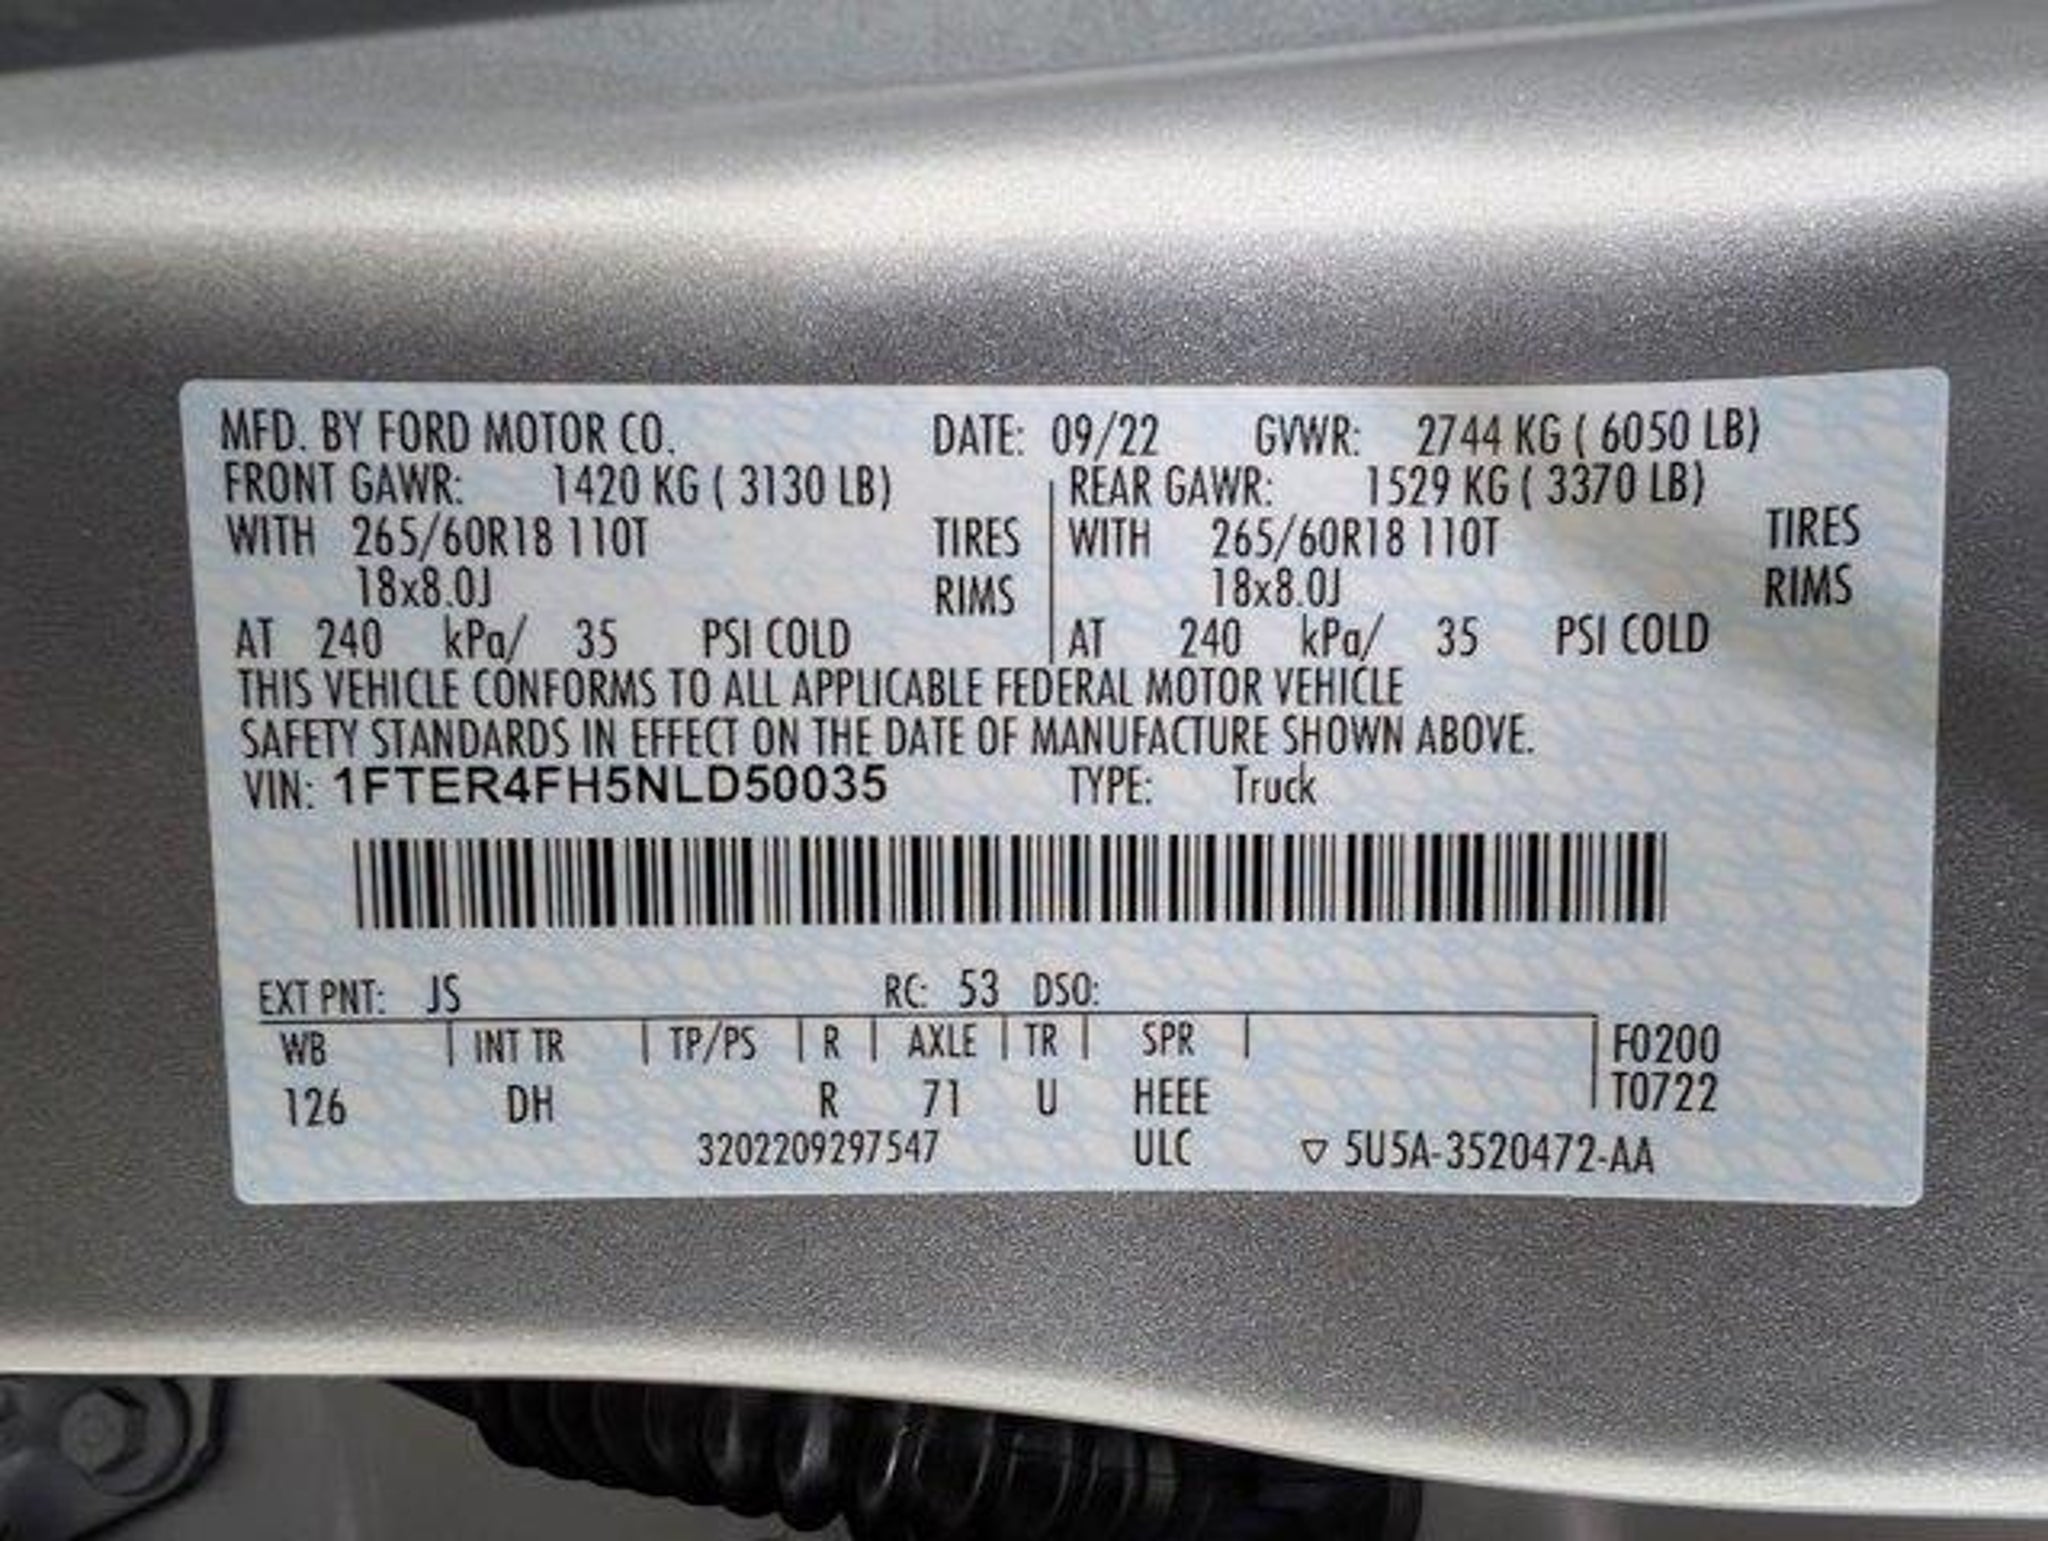 MFD. BY FORD MOTOR CO. DATE: 09/22 GVWR: 2744 KG ( 6050 LB)
FRONT GAWR: 1420 KG ( 3130 LB) REAR GAWR: 1529 KG ( 3370 LB)
WITH 265/60R18 110T TIRES WITH 265/60R18 110T TIRES
18x8.0J RIMS 18x8.0J RIMS
AT 240 kPa/ 35 PSI COLD AT 240 kPa/ 35 PSI COLD
THIS VEHICLE CONFORMS TO ALL APPLICABLE FEDERAL MOTOR VEHICLE
SAFETY STANDARDS IN EFFECT ON THE DATE OF MANUFACTURE SHOWN ABOVE.
VIN: 1FTER4FH5NLD50035 TYPE: Truck
EXT PNT: JS RC: 53 DSO:
WB | INT TR | TP/PS | R | AXLE | TR | SPR | F0200
126 DH R 71 U HEEE T0722
3202209297547 ULC ▽ 5U5A-3520472-AA